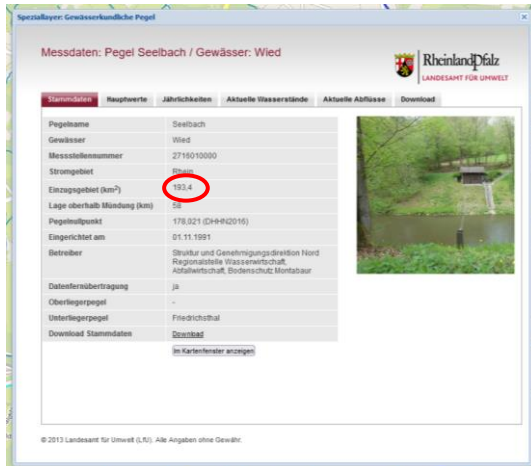 Speziallayer: Gewässerkundliche Pegel
Messdaten: Pegel Seelbach / Gewässer: Wied
RheinlandPfalz
LANDESAMT FÜR UMWELT
Stammdaten Hauptwerte Jährlichkeiten Aktuelle Wasserstände Aktuelle Abflüsse Download
Pegelname Seelbach
Gewässer Wied
Messstellennummer 2716010000
Stromgebiet Rhein
Einzugsgebiet (km²) 193,4
Lage oberhalb Mündung (km) 58
Pegelnullpunkt 178,021 (DHHN2016)
Eingerichtet am 01.11.1991
Betreiber Struktur und Genehmigungsdirektion Nord
Regionalstelle Wasserwirtschaft,
Abfallwirtschaft, Bodenschutz Montabaur
Datenfernübertragung ja
Oberliegerpegel -
Unterliegerpegel Friedrichsthal
Download Stammdaten Download
Im Kartenfenster anzeigen
© 2013 Landesamt für Umwelt (LfU). Alle Angaben ohne Gewähr.